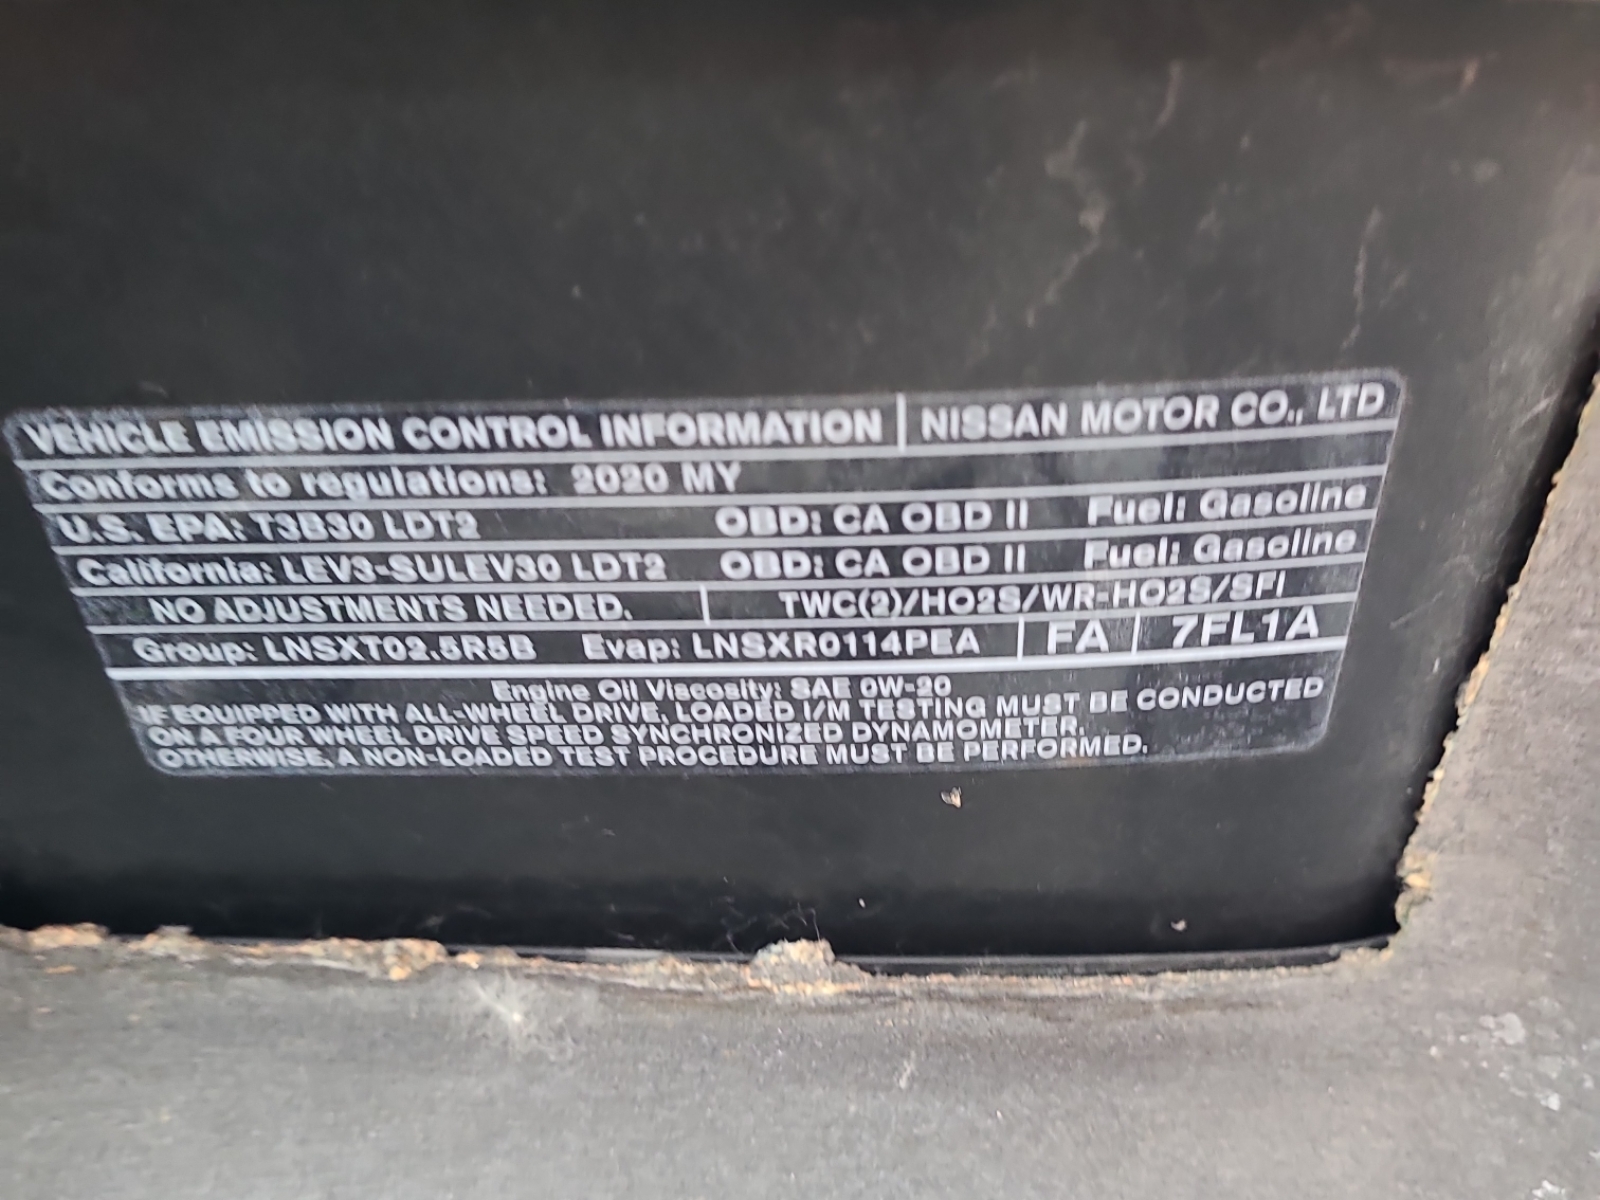 VEHICLE EMISSION CONTROL INFORMATION NISSAN MOTOR CO., LTD
Conforms to regulations: 2020 MY
U.S. EPA: T3B30 LDT2 OBD: CA OBD II Fuel: Gasoline
California: LEV3-SULEV30 LDT2 OBD: CA OBD II Fuel: Gasoline
NO ADJUSTMENTS NEEDED. TWC(2)/HO2S/WR-HO2S/SFI
Group: LNSXT02.5R5B Evap: LNSXR0114PEA FA 7FL1A
Engine Oil Viscosity: SAE 0W-20
IF EQUIPPED WITH ALL-WHEEL DRIVE, LOADED I/M TESTING MUST BE CONDUCTED
ON A FOUR WHEEL DRIVE SPEED SYNCHRONIZED DYNAMOMETER.
OTHERWISE, A NON-LOADED TEST PROCEDURE MUST BE PERFORMED.